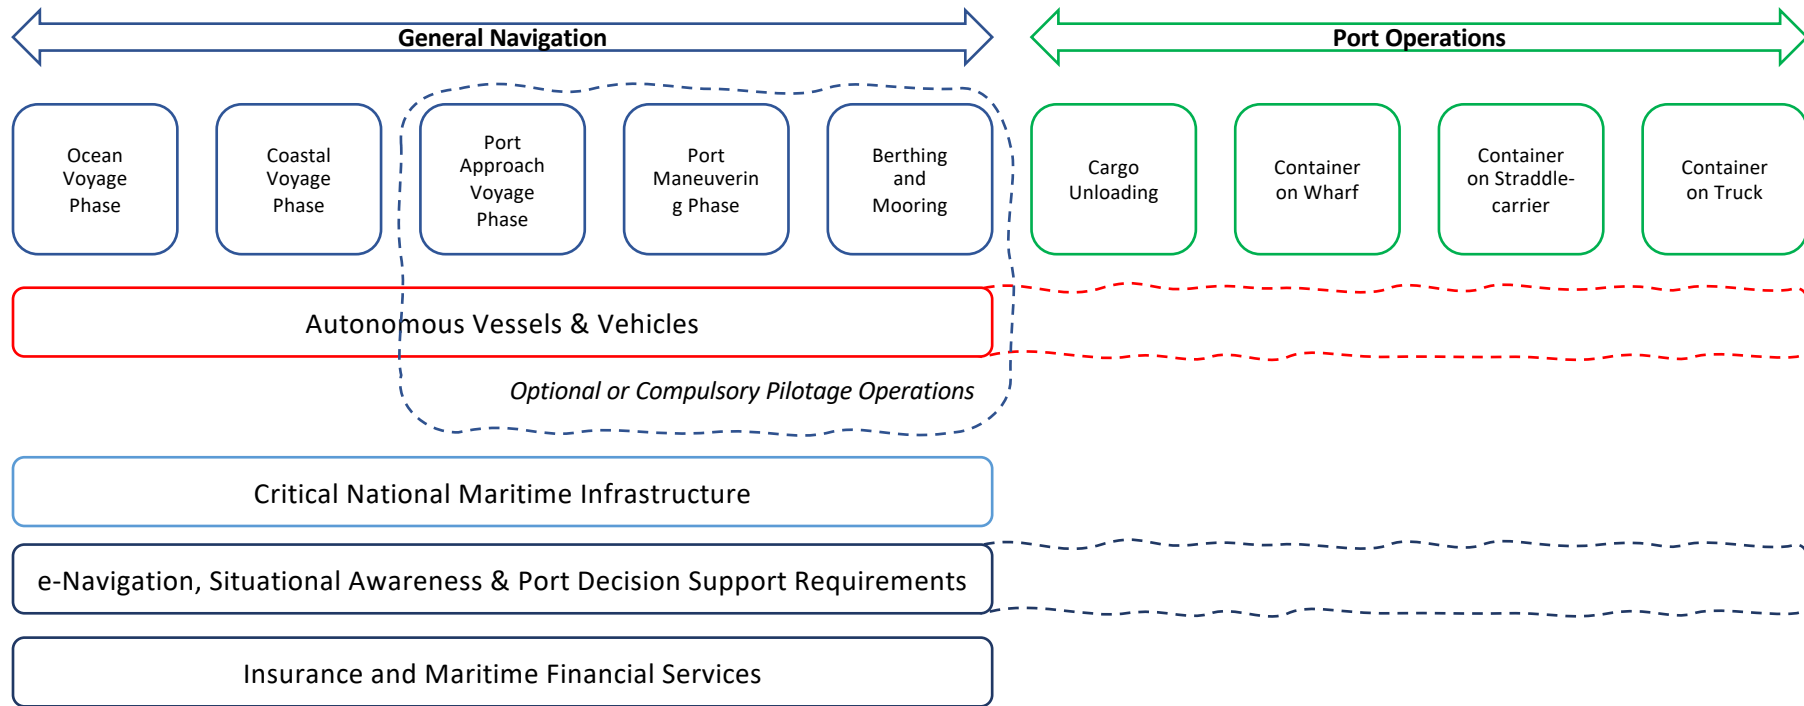 General Navigation
Port Operations
Ocean
Voyage
Phase
Coastal
Voyage
Phase
Port
Approach
Voyage
Phase
Port
Maneuverin
g Phase
Berthing
and
Mooring
Cargo
Unloading
Container
on Wharf
Container
on Straddle-
carrier
Container
on Truck
Autonomous Vessels & Vehicles
Optional or Compulsory Pilotage Operations
Critical National Maritime Infrastructure
e-Navigation, Situational Awareness & Port Decision Support Requirements
Insurance and Maritime Financial Services